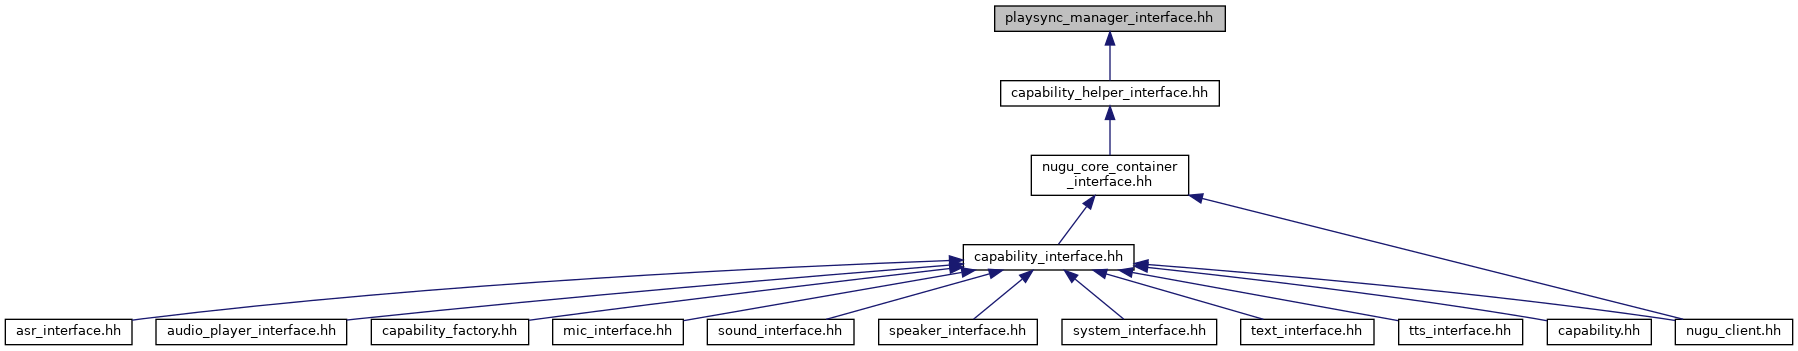 playsync_manager_interface.hh
capability_helper_interface.hh
nugu_core_container
_interface.hh
capability_interface.hh
asr_interface.hh
audio_player_interface.hh
capability_factory.hh
mic_interface.hh
sound_interface.hh
speaker_interface.hh
system_interface.hh
text_interface.hh
tts_interface.hh
capability.hh
nugu_client.hh